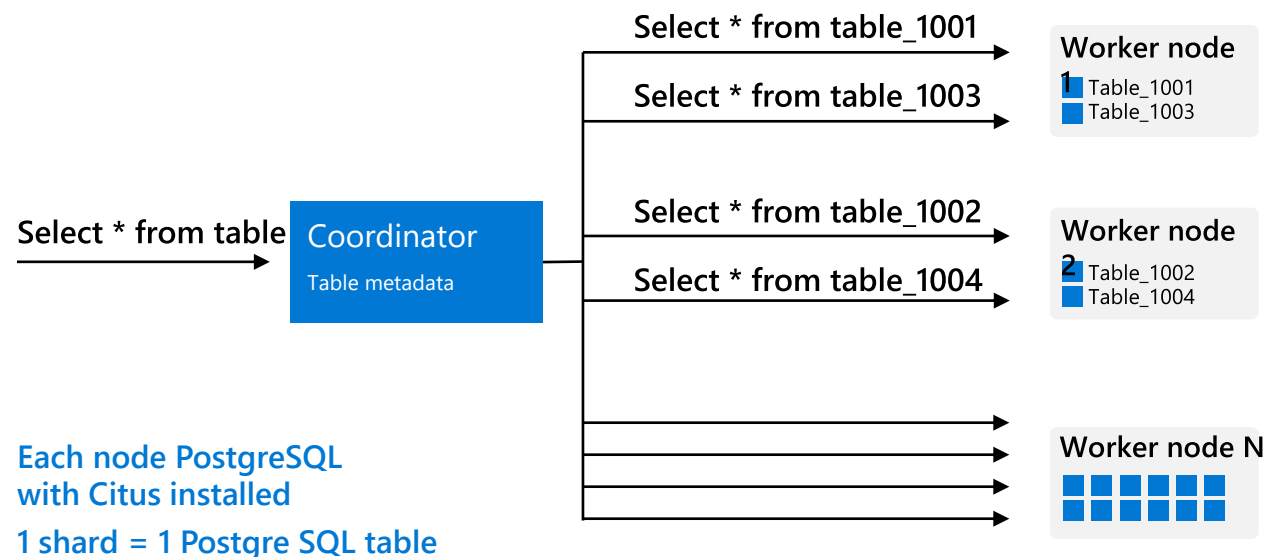 Select * from table_1001
Select * from table_1003
Worker node
1
Table_1001
Table_1003
Select * from table
Coordinator
Table metadata
Select * from table_1002
Select * from table_1004
Worker node
2
Table_1002
Table_1004
Each node PostgreSQL
with Citus installed
1 shard = 1 Postgre SQL table
Worker node N